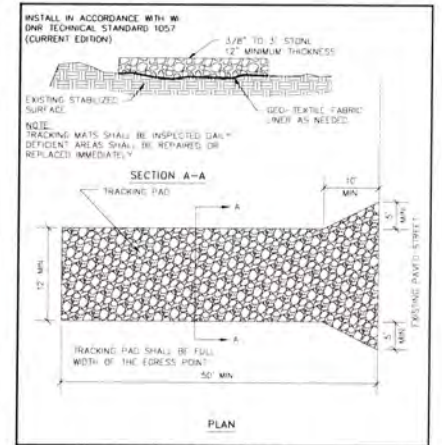 INSTALL IN ACCORDANCE WITH WI
DNR TECHNICAL STANDARD 1057
(CURRENT EDITION)
3/8" TO 3" STONE
12" MINIMUM THICKNESS
EXISTING STABILIZED
SURFACE
GEO-TEXTILE FABRIC
LINER AS NEEDED
NOTE:
TRACKING MATS SHALL BE INSPECTED DAILY
DEFICIENT AREAS SHALL BE REPAIRED OR
REPLACED IMMEDIATELY
SECTION A-A
TRACKING PAD
10'
MIN
A
5'
MIN
12' MIN
EXISTING PAVED STREET
5'
MIN
A
TRACKING PAD SHALL BE FULL
WIDTH OF THE EGRESS POINT
50' MIN
PLAN